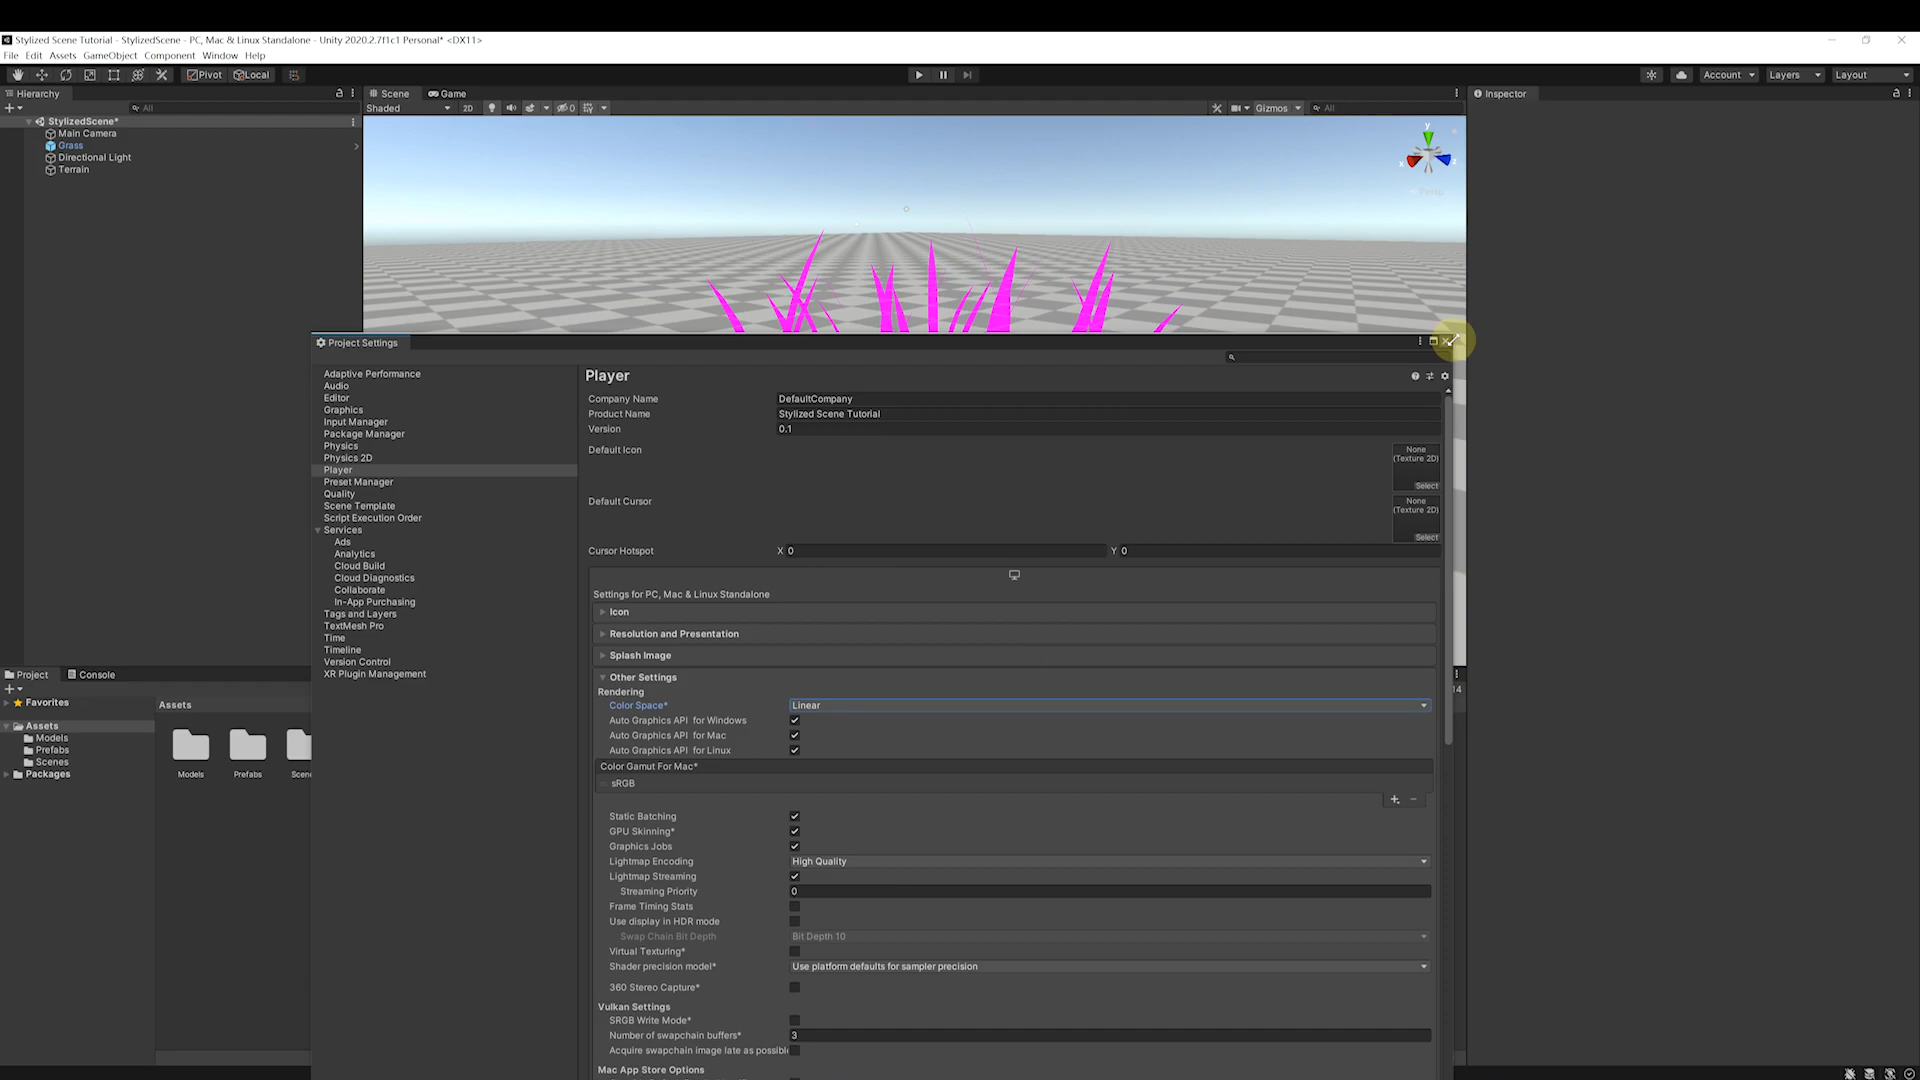 Stylized Scene Tutorial - StylizedScene - PC, Mac & Linux Standalone - Unity 2020.2.7f1c1 Personal* <DX11>
File Edit Assets GameObject Component Window Help
Pivot Local
Account Layers Layout
Hierarchy
All
Scene Game
Shaded 2D 0 Gizmos All
Inspector
StylizedScene*
Main Camera
Grass
Directional Light
Terrain
y
x
Persp
Project Settings
Adaptive Performance
Audio
Editor
Graphics
Input Manager
Package Manager
Physics
Physics 2D
Player
Preset Manager
Quality
Scene Template
Script Execution Order
Services
Ads
Analytics
Cloud Build
Cloud Diagnostics
Collaborate
In-App Purchasing
Tags and Layers
TextMesh Pro
Time
Timeline
Version Control
XR Plugin Management
Player
Company Name DefaultCompany
Product Name Stylized Scene Tutorial
Version 0.1
Default Icon
None
(Texture 2D)
Select
Default Cursor
None
(Texture 2D)
Select
Cursor Hotspot X 0 Y 0
Settings for PC, Mac & Linux Standalone
Icon
Resolution and Presentation
Splash Image
Other Settings
Rendering
Color Space* Linear
Auto Graphics API for Windows
Auto Graphics API for Mac
Auto Graphics API for Linux
Color Gamut For Mac*
sRGB
Static Batching
GPU Skinning*
Graphics Jobs
Lightmap Encoding High Quality
Lightmap Streaming
Streaming Priority 0
Frame Timing Stats
Use display in HDR mode
Swap Chain Bit Depth Bit Depth 10
Virtual Texturing*
Shader precision model* Use platform defaults for sampler precision
360 Stereo Capture*
Vulkan Settings
SRGB Write Mode*
Number of swapchain buffers* 3
Acquire swapchain image late as possible
Mac App Store Options
Project Console
Favorites
Assets
Models
Prefabs
Scenes
Packages
Assets
Models Prefabs Scen
14